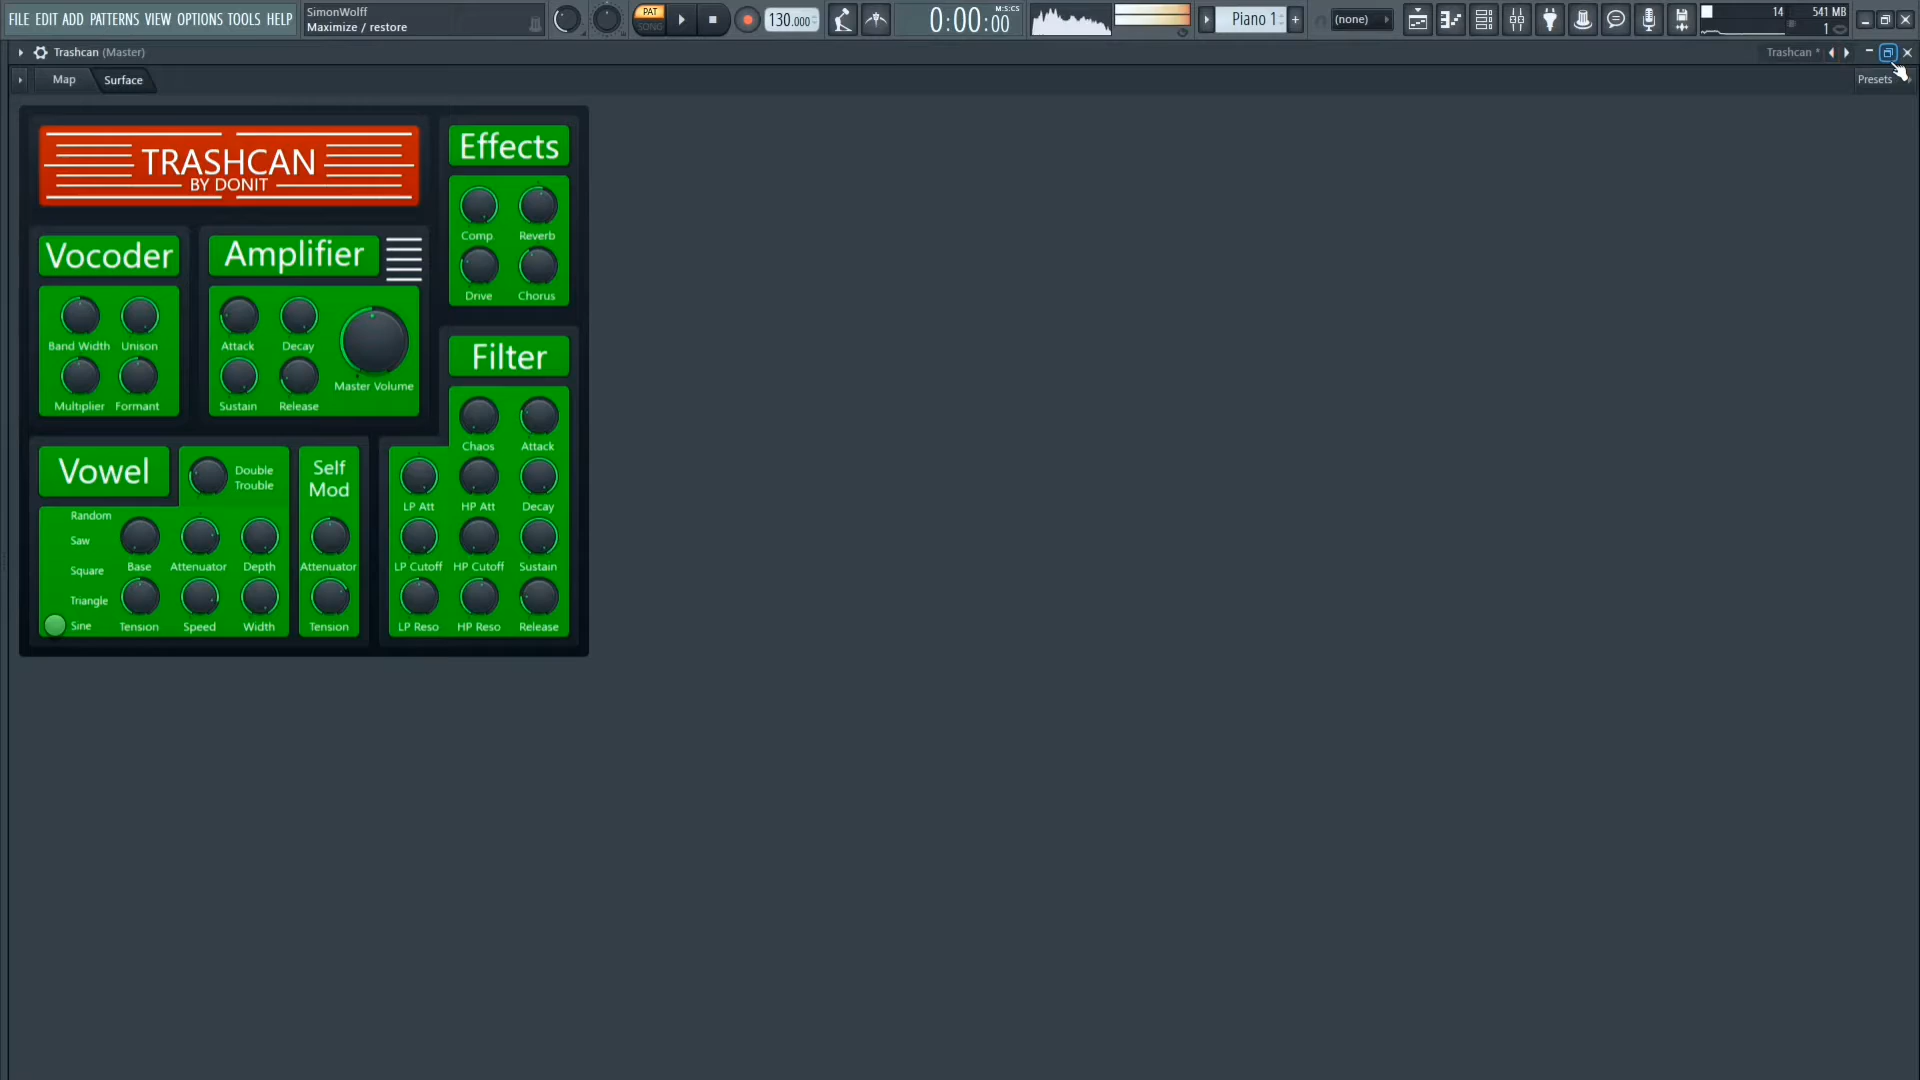 FILE EDIT ADD PATTERNS VIEW OPTIONS TOOLS HELP
SimonWolff
Maximize / restore
PAT
SONG
130.000
0:00:00
M:S:CS
Piano 1
+
(none)
14
541 MB
1
Trashcan (Master)
Trashcan *
Map
Surface
Presets
TRASHCAN
BY DONIT
Effects
Comp.
Reverb
Drive
Chorus
Vocoder
Band Width
Unison
Multiplier
Formant
Amplifier
Attack
Decay
Sustain
Release
Master Volume
Filter
Chaos
Attack
LP Att
HP Att
Decay
LP Cutoff
HP Cutoff
Sustain
LP Reso
HP Reso
Release
Vowel
Double
Trouble
Random
Saw
Square
Triangle
Sine
Base
Attenuator
Depth
Tension
Speed
Width
Self
Mod
Attenuator
Tension